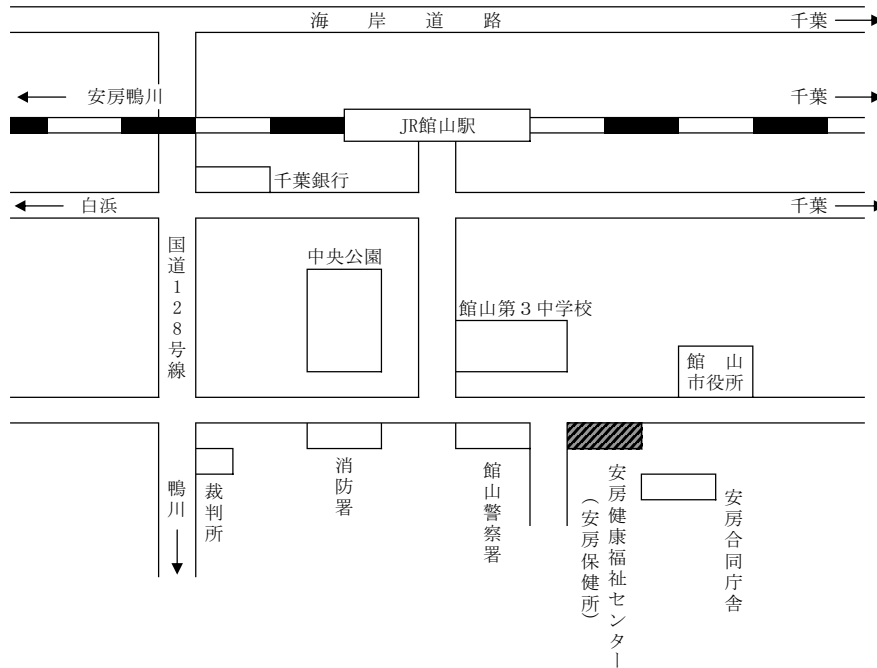 海岸道路
千葉
安房鴨川
千葉
JR館山駅
千葉銀行
白浜
千葉
国道128号線
中央公園
館山第３中学校
館山
市役所
鴨川
裁判所
消防署
館山警察署
安房健康福祉センター
（安房保健所）
安房合同庁舎